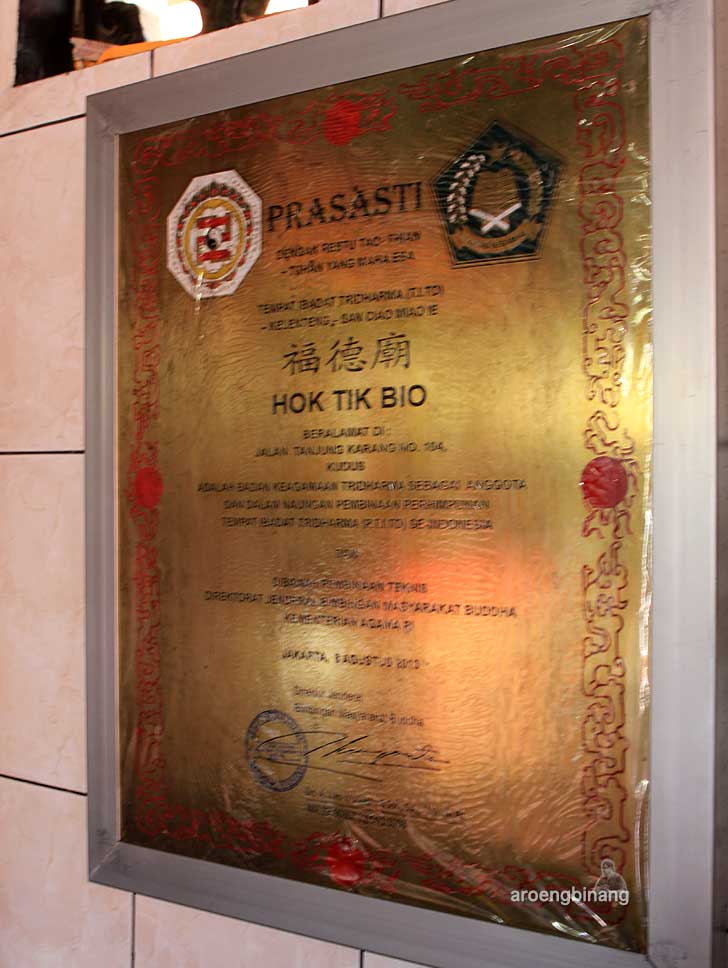 PRASASTI
DENGAN RESTU TAO-THIAN
- TUHAN YANG MAHA ESA
TEMPAT IBADAT TRIDHARMA (T.I.TD)
- KELENTENG - SAN DIAO MIAO IE
福德廟
HOK TIK BIO
BERALAMAT DI :
JALAN TANJUNG KARANG NO. 194,
KUDUS
ADALAH BADAN KEAGAMAAN TRIDHARMA SEBAGAI ANGGOTA
DAN DALAM NAUNGAN PEMBINAAN PERHIMPUNAN
TEMPAT IBADAT TRIDHARMA (P.T.I.TD) SE-INDONESIA
DIBAWAH PEMBINAAN TEKNIS
DIREKTORAT JENDERAL BIMBINGAN MASYARAKAT BUDDHA
KEMENTERIAN AGAMA RI
JAKARTA, AGUSTUS
Direktur Jenderal
Bimbingan Masyarakat Buddha
aroengbinang